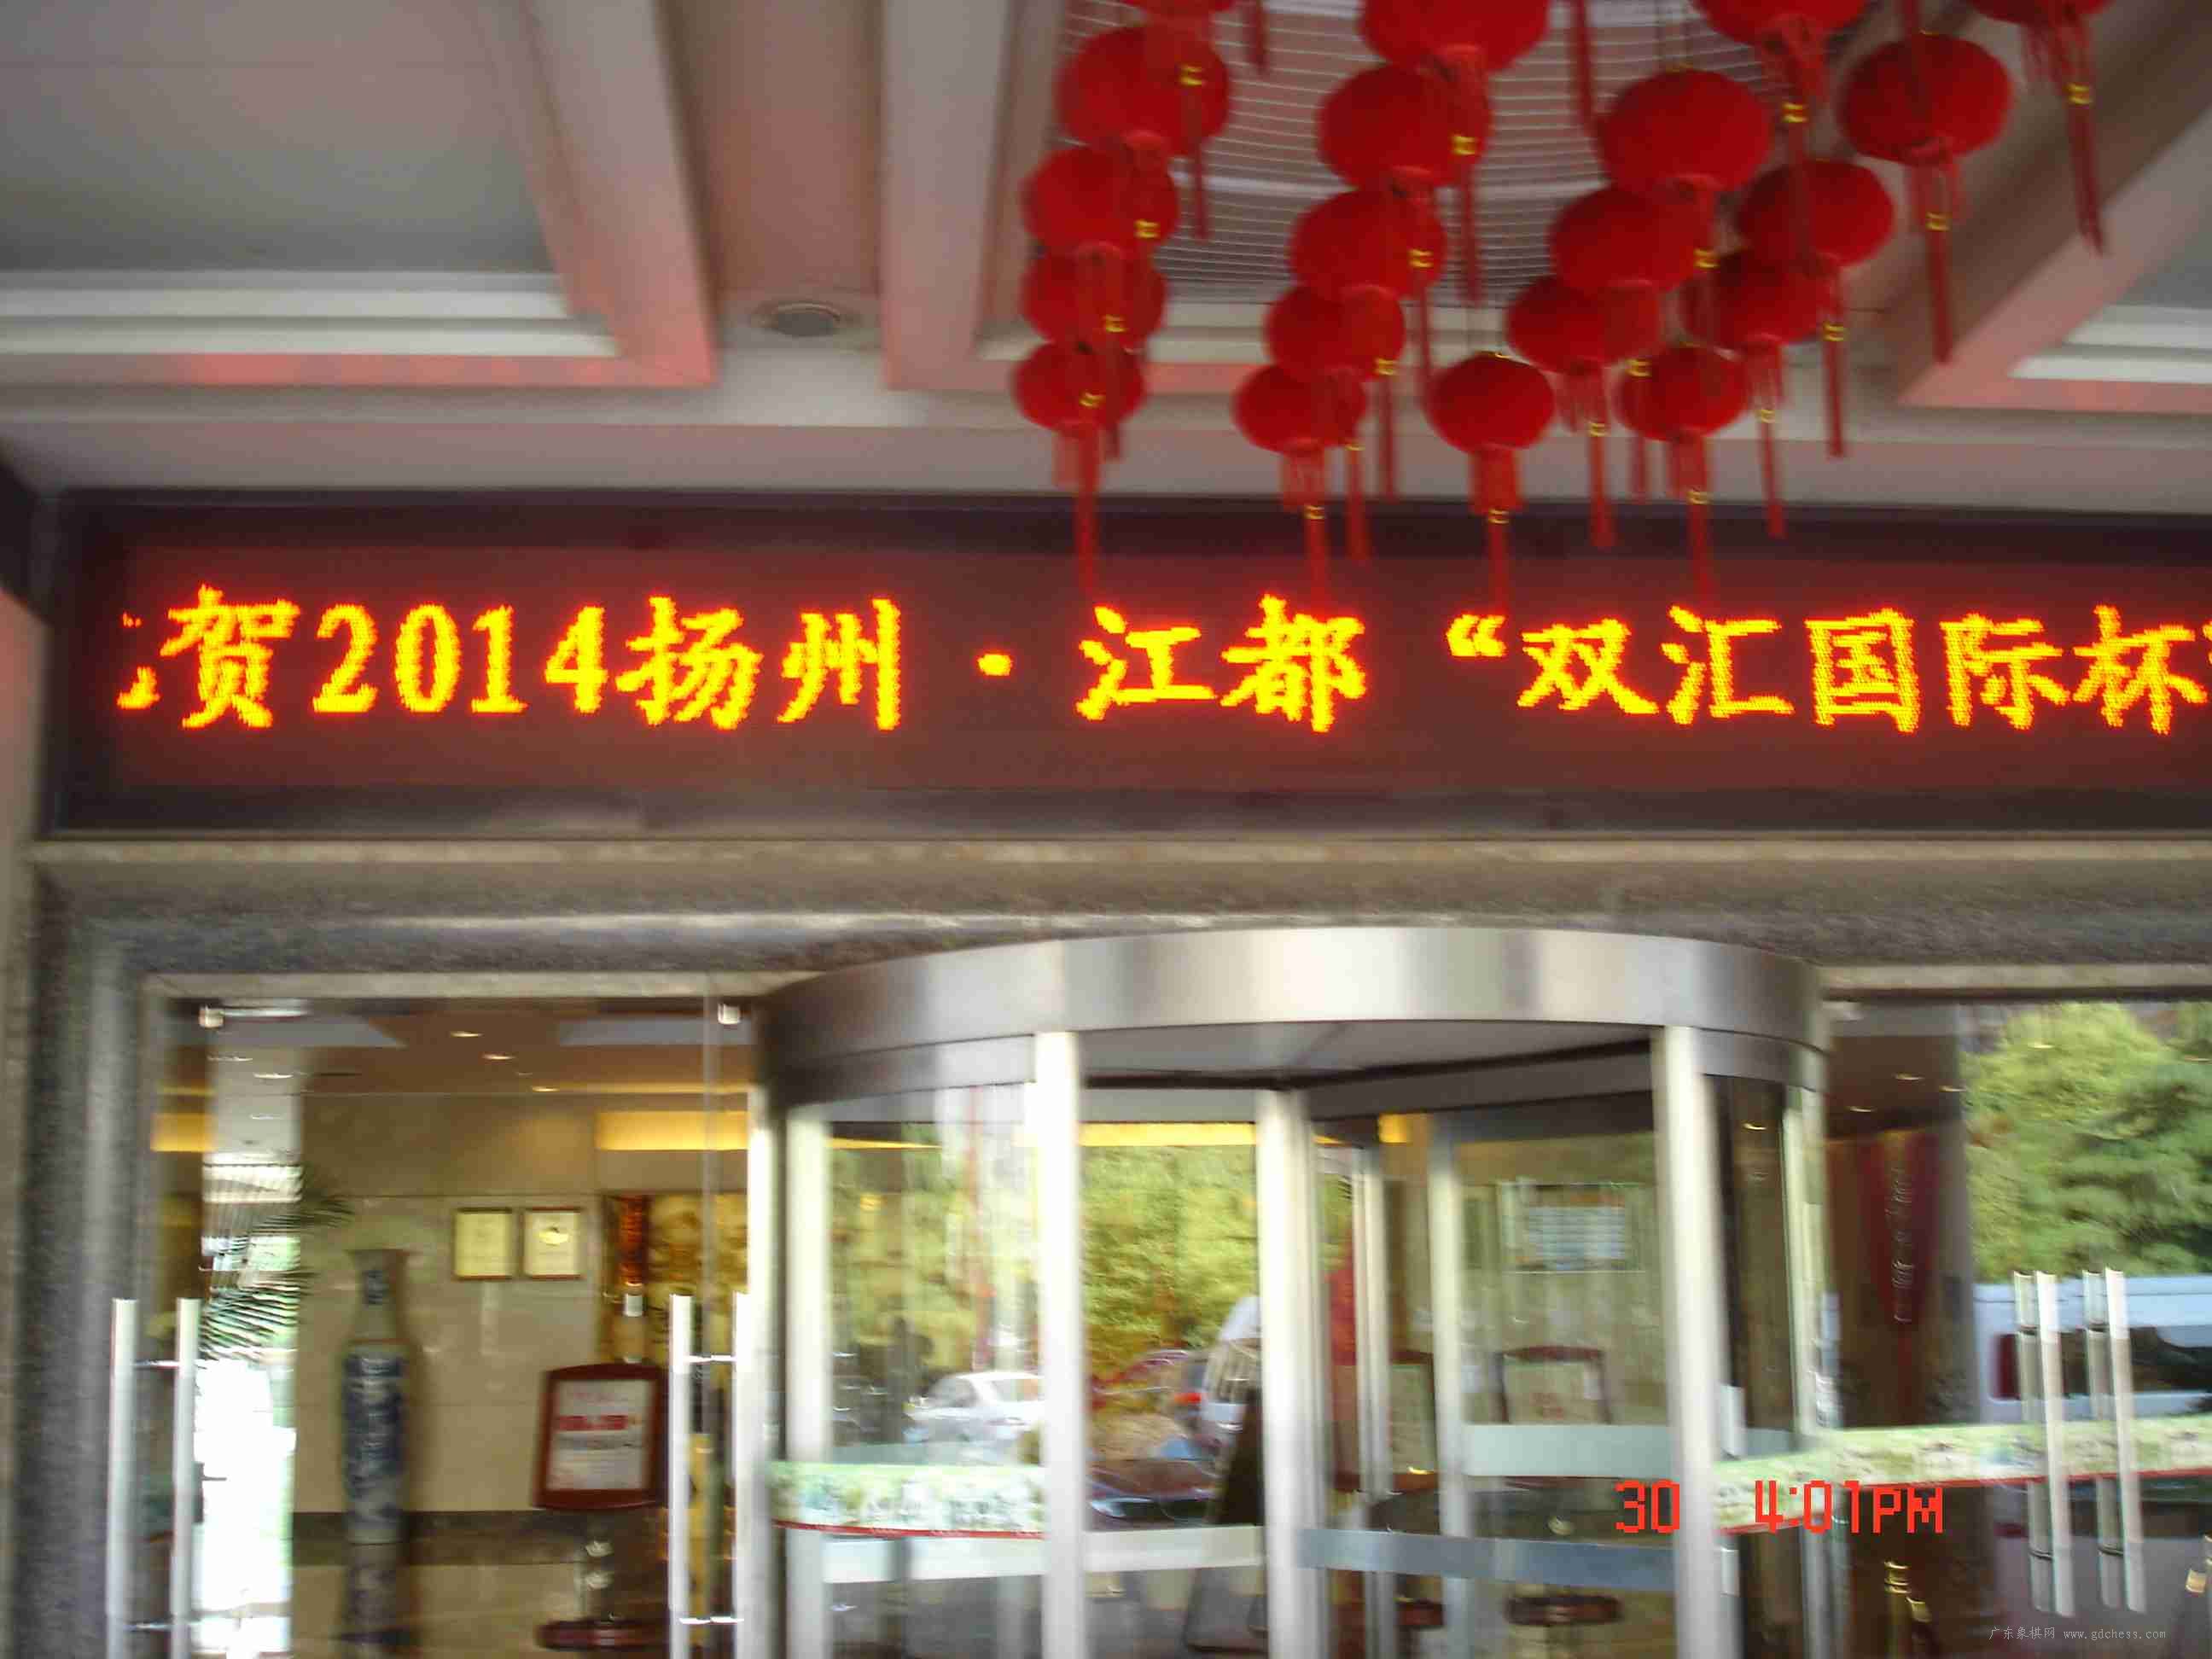 贺2014扬州·江都“双汇国际杯
30 4:01PM
广东象棋网 www.gdchess.com